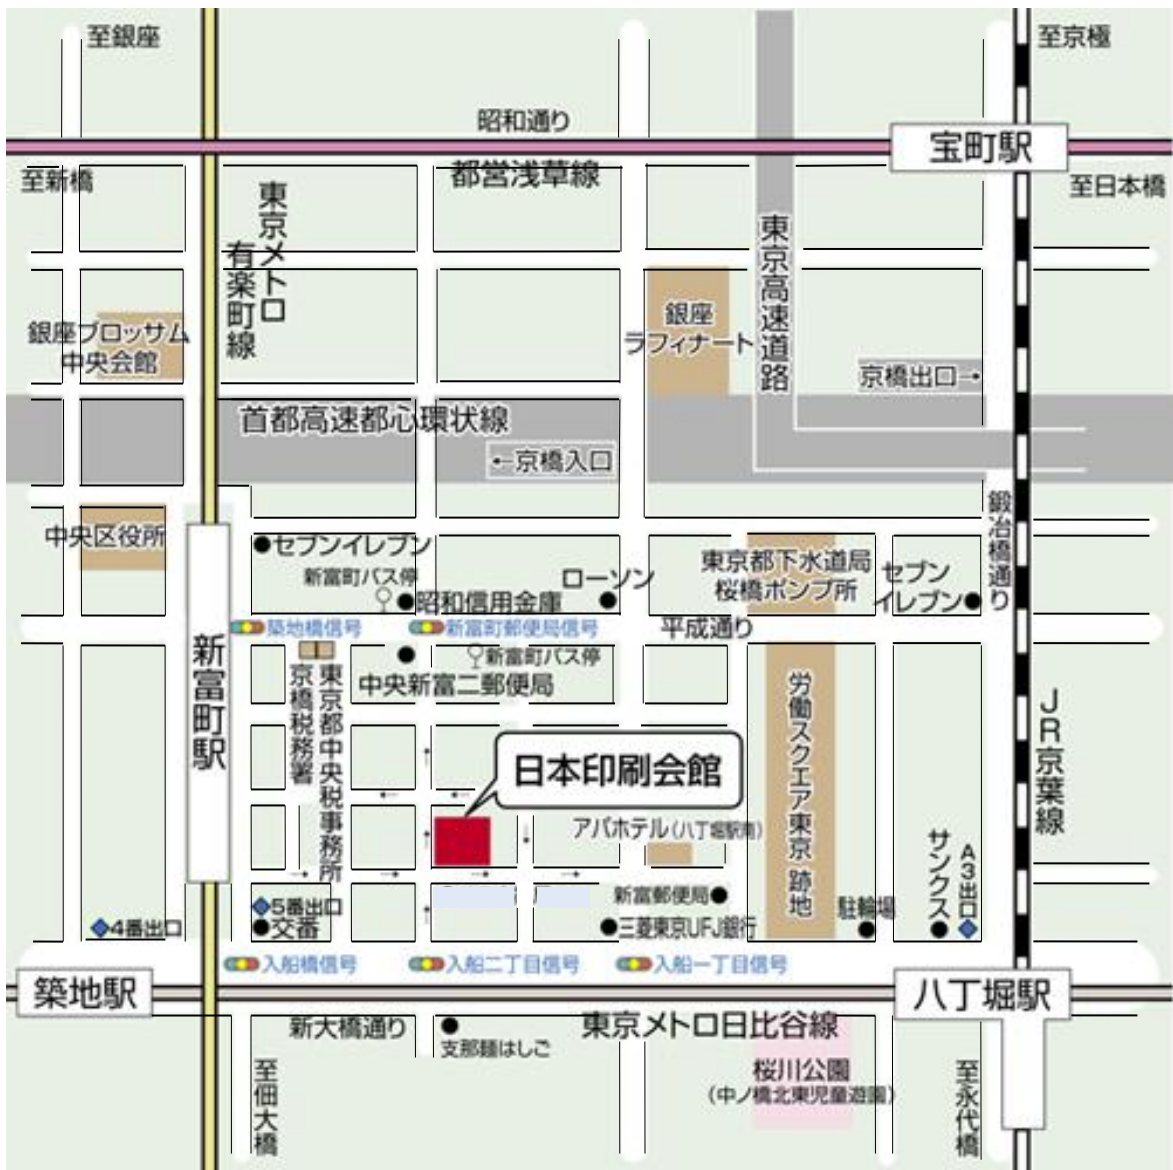 至銀座
至京極
昭和通り
宝町駅
至新橋
都営浅草線
至日本橋
東京メトロ
有楽町線
東京高速道路
銀座
ラフィナート
銀座ブロッサム
中央会館
京橋出口→
首都高速都心環状線
←京橋入口
鍛冶橋通り
中央区役所
セブンイレブン
新富町バス停
昭和信用金庫
ローソン
東京都下水道局
桜橋ポンプ所
セブン
イレブン
築地橋信号
新富町郵便局信号
平成通り
新富町駅
新富町バス停
中央新富二郵便局
東京都中央税事務所
京橋税務署
労働スクエア東京 跡地
JR京葉線
日本印刷会館
アパホテル(八丁堀駅南)
サンクス
A3出口
新富郵便局
駐輪場
5番出口
交番
4番出口
三菱東京UFJ銀行
入船橋信号
入船二丁目信号
入船一丁目信号
築地駅
八丁堀駅
新大橋通り
東京メトロ日比谷線
支那麺はしご
桜川公園
(中ノ橋北東児童遊園)
至佃大橋
至永代橋